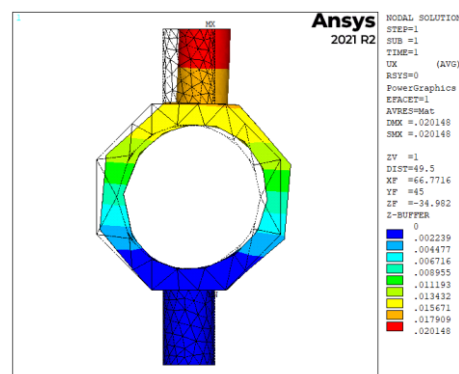 1
MX
Ansys
2021 R2
NODAL SOLUTION
STEP=1
SUB =1
TIME=1
UX (AVG)
RSYS=0
PowerGraphics
EFACET=1
AVRES=Mat
DMX =.020148
SMX =.020148
ZV =1
DIST=49.5
XF =66.7716
YF =45
ZF =-34.982
Z-BUFFER
0
.002239
.004477
.006716
.008955
.011193
.013432
.015671
.017909
.020148